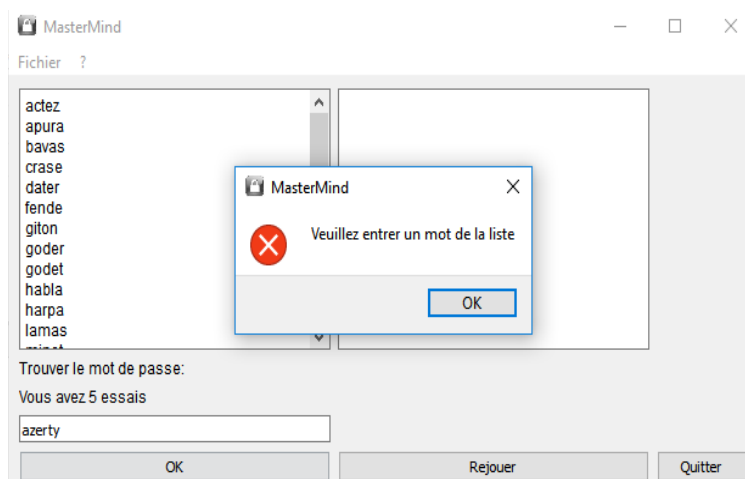 MasterMind
Fichier ?
actez
apura
bavas
crase
dater
fende
giton
goder
godet
habla
harpa
lamas
MasterMind
Veuillez entrer un mot de la liste
OK
Trouver le mot de passe:
Vous avez 5 essais
azerty
OK Rejouer Quitter